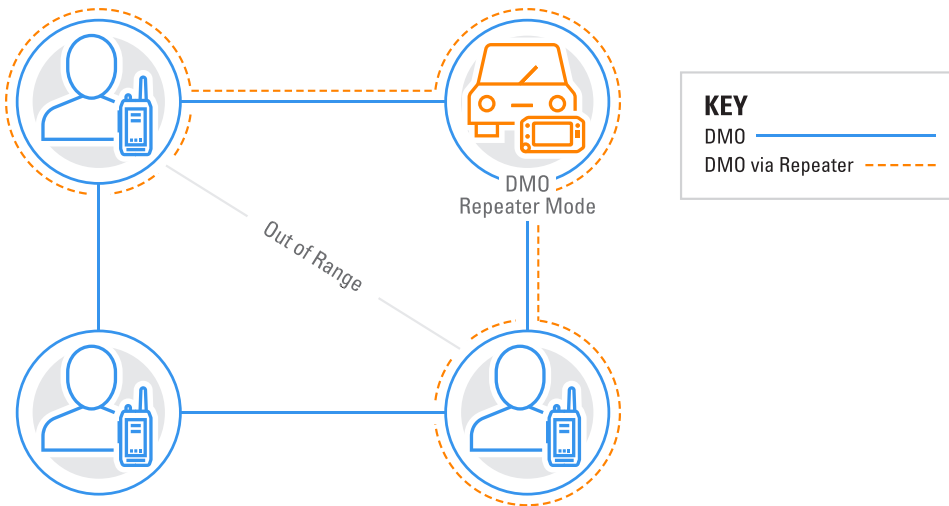 DMO
Repeater Mode
Out of Range
KEY
DMO
DMO via Repeater